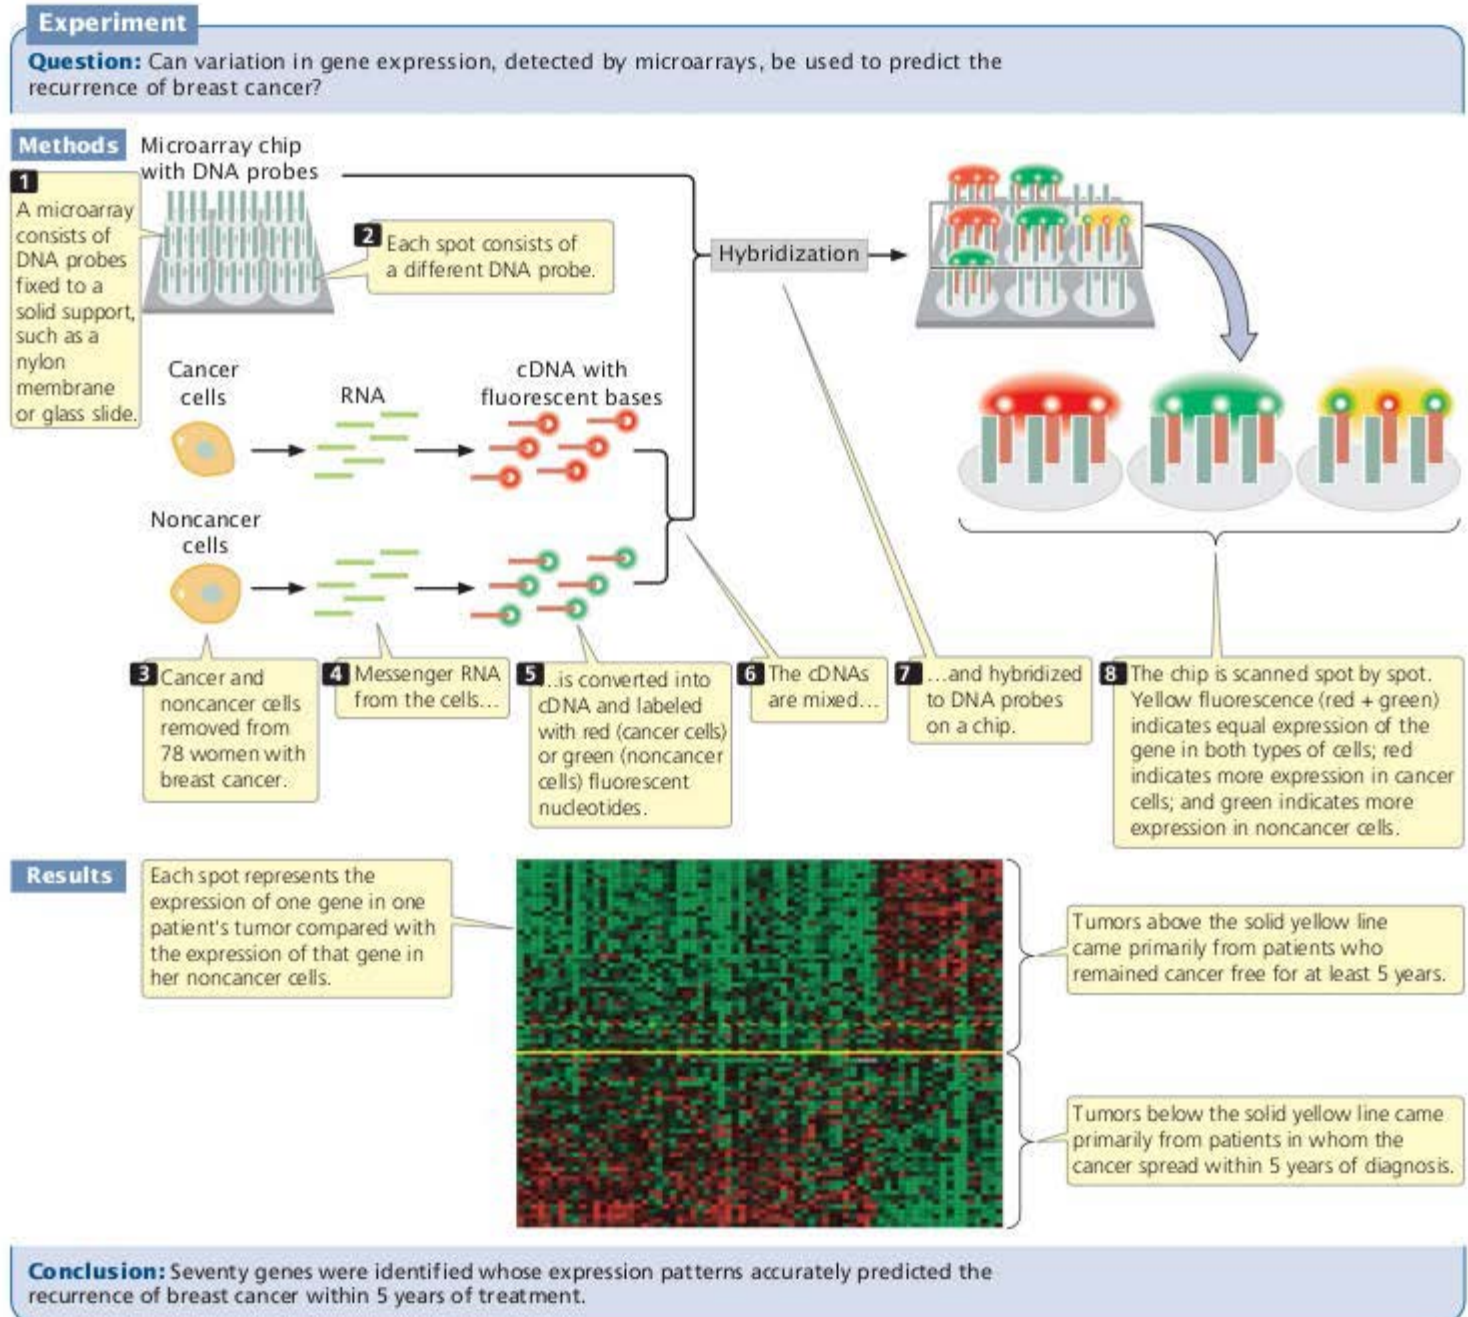 Experiment
Question: Can variation in gene expression, detected by microarrays, be used to predict the
recurrence of breast cancer?
Methods
Microarray chip
with DNA probes
1
A microarray
consists of
DNA probes
fixed to a
solid support,
such as a
nylon
membrane
or glass slide.
2 Each spot consists of
a different DNA probe.
Hybridization
Cancer
cells
RNA
cDNA with
fluorescent bases
Noncancer
cells
3 Cancer and
noncancer cells
removed from
78 women with
breast cancer.
4 Messenger RNA
from the cells...
5 ...is converted into
cDNA and labeled
with red (cancer cells)
or green (noncancer
cells) fluorescent
nucleotides.
6 The cDNAs
are mixed...
7 ...and hybridized
to DNA probes
on a chip.
8 The chip is scanned spot by spot.
Yellow fluorescence (red + green)
indicates equal expression of the
gene in both types of cells; red
indicates more expression in cancer
cells; and green indicates more
expression in noncancer cells.
Results
Each spot represents the
expression of one gene in one
patient's tumor compared with
the expression of that gene in
her noncancer cells.
Tumors above the solid yellow line
came primarily from patients who
remained cancer free for at least 5 years.
Tumors below the solid yellow line came
primarily from patients in whom the
cancer spread within 5 years of diagnosis.
Conclusion: Seventy genes were identified whose expression patterns accurately predicted the
recurrence of breast cancer within 5 years of treatment.